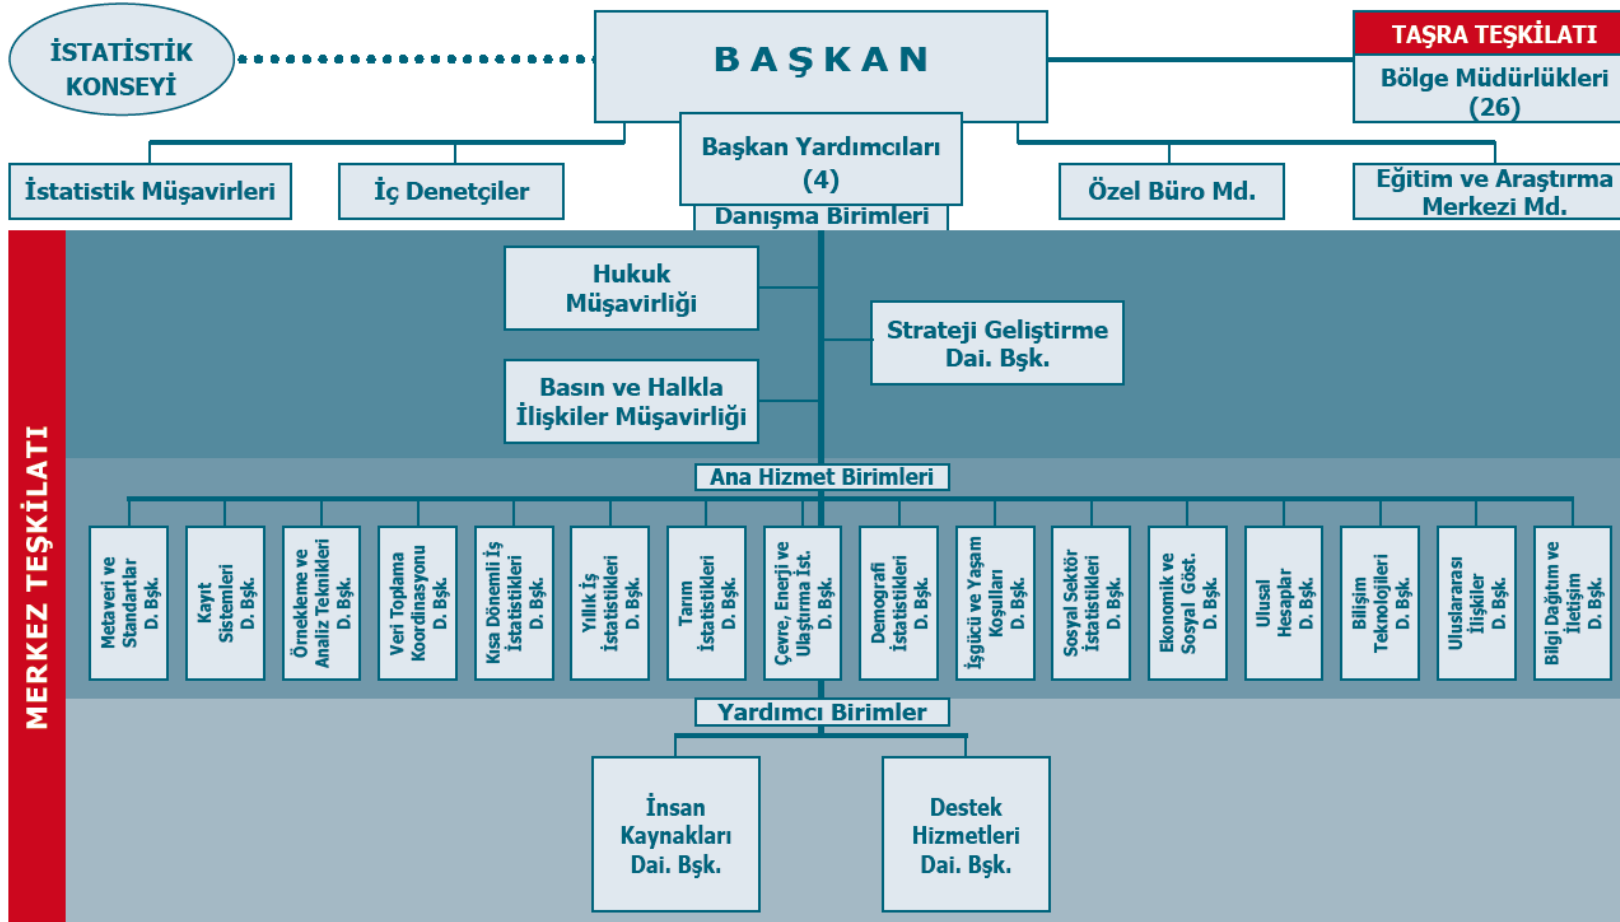 İSTATİSTİK
KONSEYİ
BAŞKAN
TAŞRA TEŞKİLATI
Bölge Müdürlükleri
(26)
Başkan Yardımcıları
(4)
İstatistik Müşavirleri
İç Denetçiler
Özel Büro Md.
Eğitim ve Araştırma
Merkezi Md.
Danışma Birimleri
MERKEZ TEŞKİLATI
Hukuk
Müşavirliği
Strateji Geliştirme
Dai. Bşk.
Basın ve Halkla
İlişkiler Müşavirliği
Ana Hizmet Birimleri
Metaveri ve
Standartlar
D. Bşk.
Kayıt
Sistemleri
D. Bşk.
Örnekleme ve
Analiz Teknikleri
D. Bşk.
Veri Toplama
Koordinasyonu
D. Bşk.
Kısa Dönemli İş
İstatistikleri
D. Bşk.
Yıllık İş
İstatistikleri
D. Bşk.
Tarım
İstatistikleri
D. Bşk.
Çevre, Enerji ve
Ulaştırma İst.
D. Bşk.
Demografi
İstatistikleri
D. Bşk.
İşgücü ve Yaşam
Koşulları
D. Bşk.
Sosyal Sektör
İstatistikleri
D. Bşk.
Ekonomik ve
Sosyal Göst.
D. Bşk.
Ulusal
Hesaplar
D. Bşk.
Bilişim
Teknolojileri
D. Bşk.
Uluslararası
İlişkiler
D. Bşk.
Bilgi Dağıtım ve
İletişim
D. Bşk.
Yardımcı Birimler
İnsan
Kaynakları
Dai. Bşk.
Destek
Hizmetleri
Dai. Bşk.